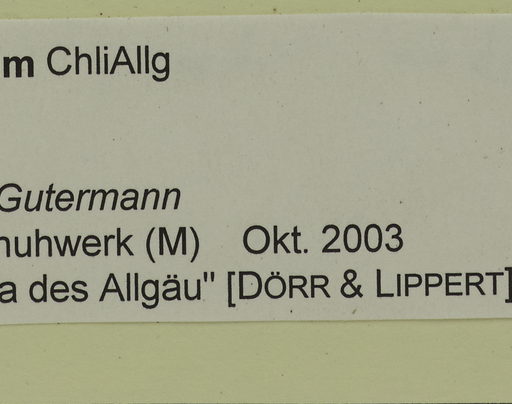 m ChliAllg
Gutermann
nuhwerk (M) Okt. 2003
a des Allgäu" [DÖRR & LIPPERT]